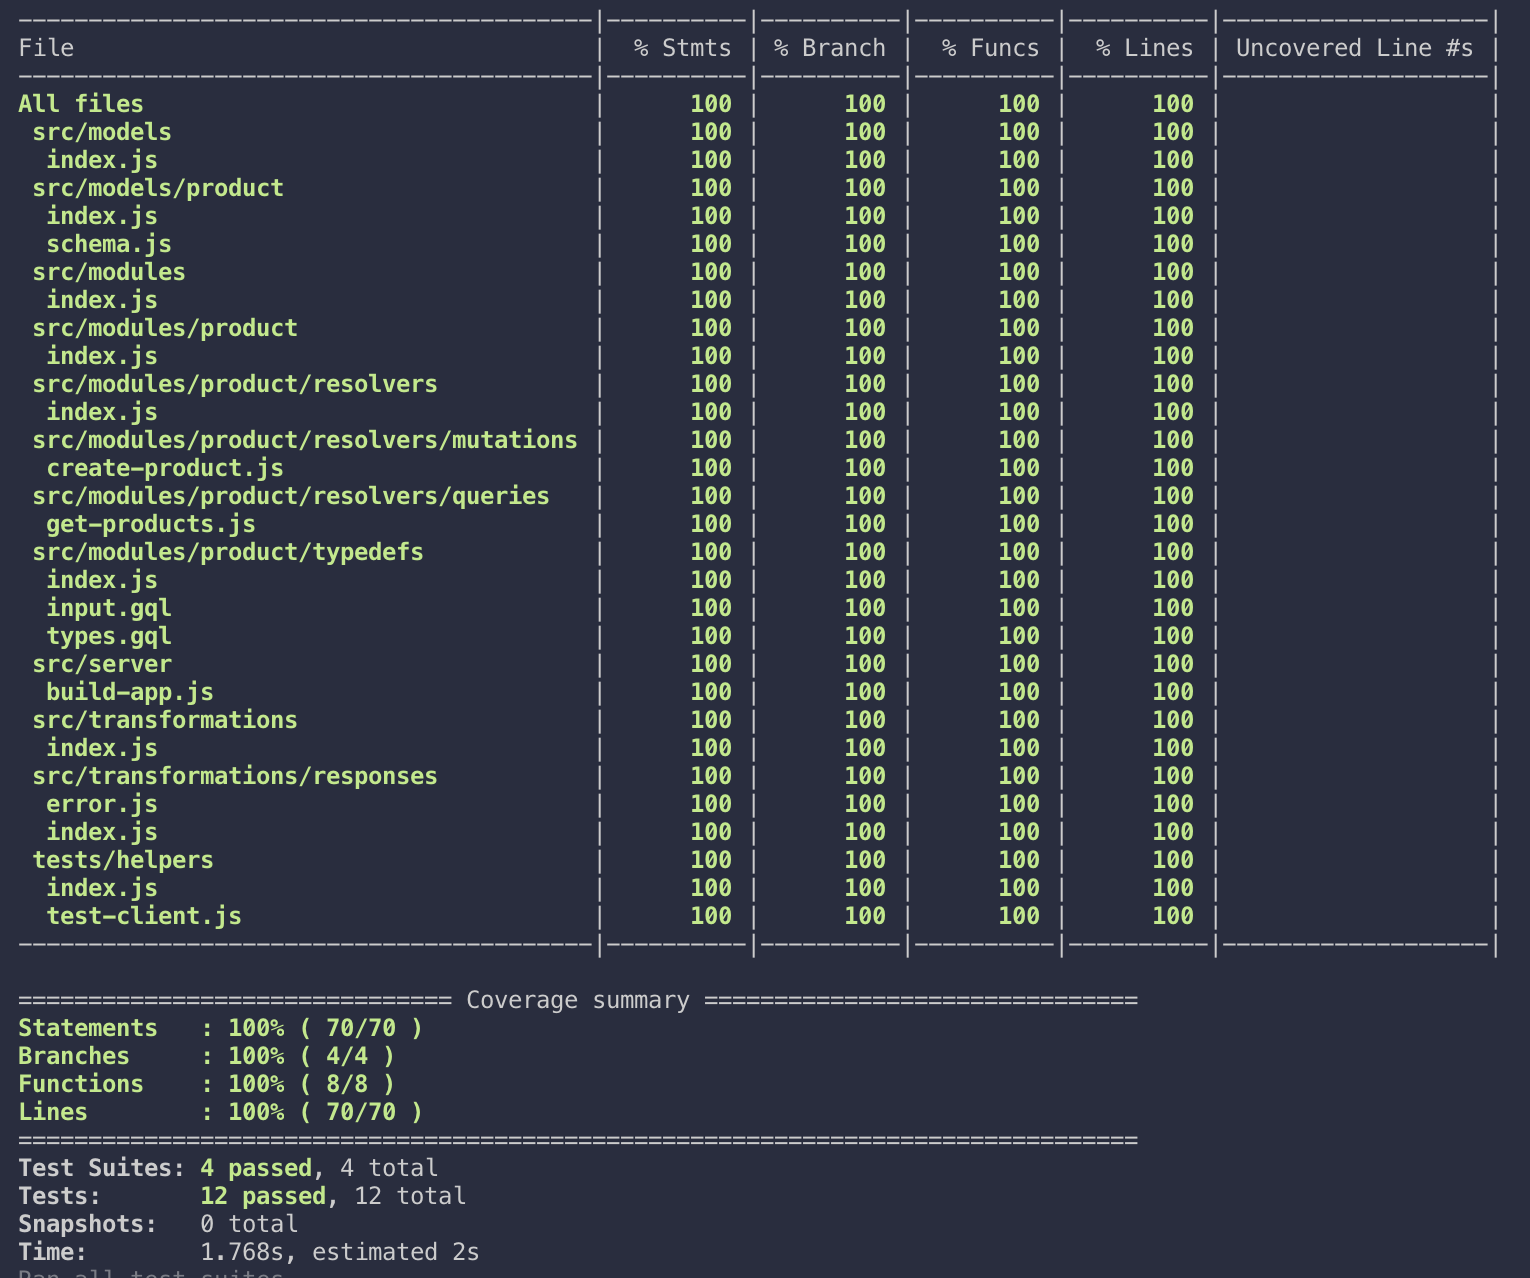 ----------------------------------------|----------|----------|----------|----------|-------------------|
File                                    |  % Stmts | % Branch |  % Funcs |  % Lines | Uncovered Line #s |
----------------------------------------|----------|----------|----------|----------|-------------------|
All files                               |      100 |      100 |      100 |      100 |                   |
 src/models                             |      100 |      100 |      100 |      100 |                   |
  index.js                              |      100 |      100 |      100 |      100 |                   |
 src/models/product                     |      100 |      100 |      100 |      100 |                   |
  index.js                              |      100 |      100 |      100 |      100 |                   |
  schema.js                             |      100 |      100 |      100 |      100 |                   |
 src/modules                            |      100 |      100 |      100 |      100 |                   |
  index.js                              |      100 |      100 |      100 |      100 |                   |
 src/modules/product                    |      100 |      100 |      100 |      100 |                   |
  index.js                              |      100 |      100 |      100 |      100 |                   |
 src/modules/product/resolvers          |      100 |      100 |      100 |      100 |                   |
  index.js                              |      100 |      100 |      100 |      100 |                   |
 src/modules/product/resolvers/mutations |      100 |      100 |      100 |      100 |                   |
  create-product.js                     |      100 |      100 |      100 |      100 |                   |
 src/modules/product/resolvers/queries  |      100 |      100 |      100 |      100 |                   |
  get-products.js                       |      100 |      100 |      100 |      100 |                   |
 src/modules/product/typedefs           |      100 |      100 |      100 |      100 |                   |
  index.js                              |      100 |      100 |      100 |      100 |                   |
  input.gql                             |      100 |      100 |      100 |      100 |                   |
  types.gql                             |      100 |      100 |      100 |      100 |                   |
 src/server                             |      100 |      100 |      100 |      100 |                   |
  build-app.js                          |      100 |      100 |      100 |      100 |                   |
 src/transformations                    |      100 |      100 |      100 |      100 |                   |
  index.js                              |      100 |      100 |      100 |      100 |                   |
 src/transformations/responses          |      100 |      100 |      100 |      100 |                   |
  error.js                              |      100 |      100 |      100 |      100 |                   |
  index.js                              |      100 |      100 |      100 |      100 |                   |
 tests/helpers                          |      100 |      100 |      100 |      100 |                   |
  index.js                              |      100 |      100 |      100 |      100 |                   |
  test-client.js                        |      100 |      100 |      100 |      100 |                   |
----------------------------------------|----------|----------|----------|----------|-------------------|
=============================== Coverage summary ===============================
Statements   : 100% ( 70/70 )
Branches     : 100% ( 4/4 )
Functions    : 100% ( 8/8 )
Lines        : 100% ( 70/70 )
================================================================================
Test Suites: 4 passed, 4 total
Tests:       12 passed, 12 total
Snapshots:   0 total
Time:        1.768s, estimated 2s
Ran all test suites.